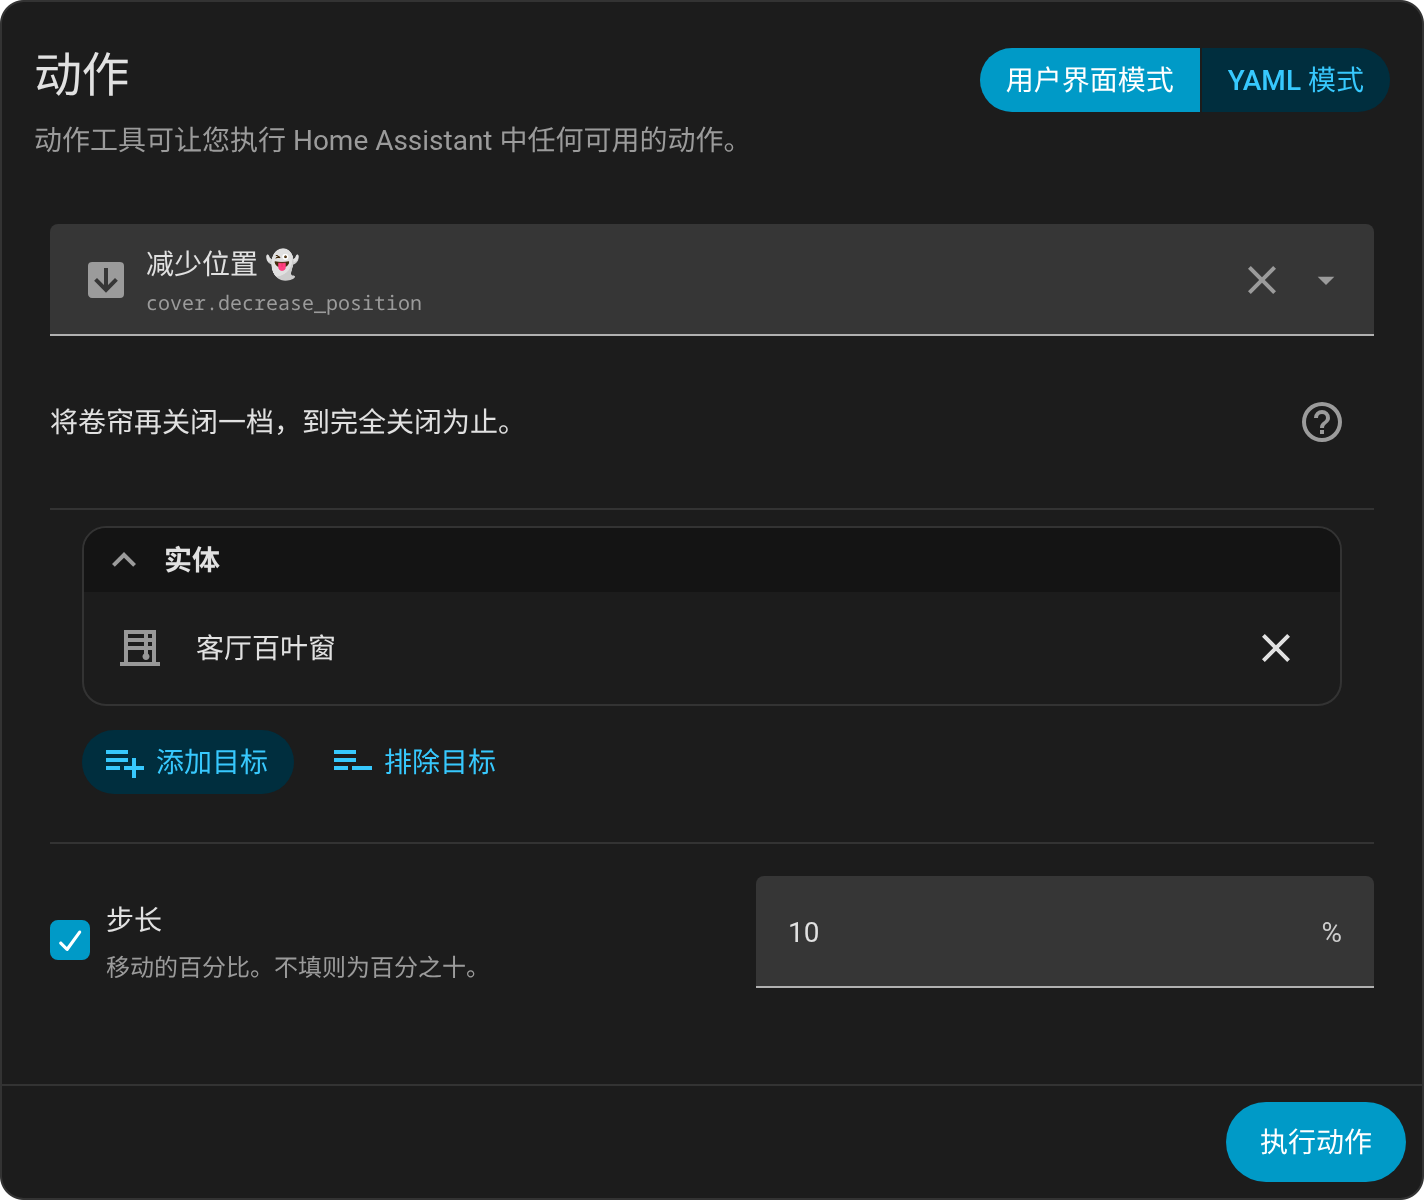 动作
用户界面模式
YAML 模式
动作工具可让您执行 Home Assistant 中任何可用的动作。
减少位置 👻
cover.decrease_position
将卷帘再关闭一档，到完全关闭为止。
实体
客厅百叶窗
添加目标
排除目标
步长
移动的百分比。不填则为百分之十。
10
%
执行动作